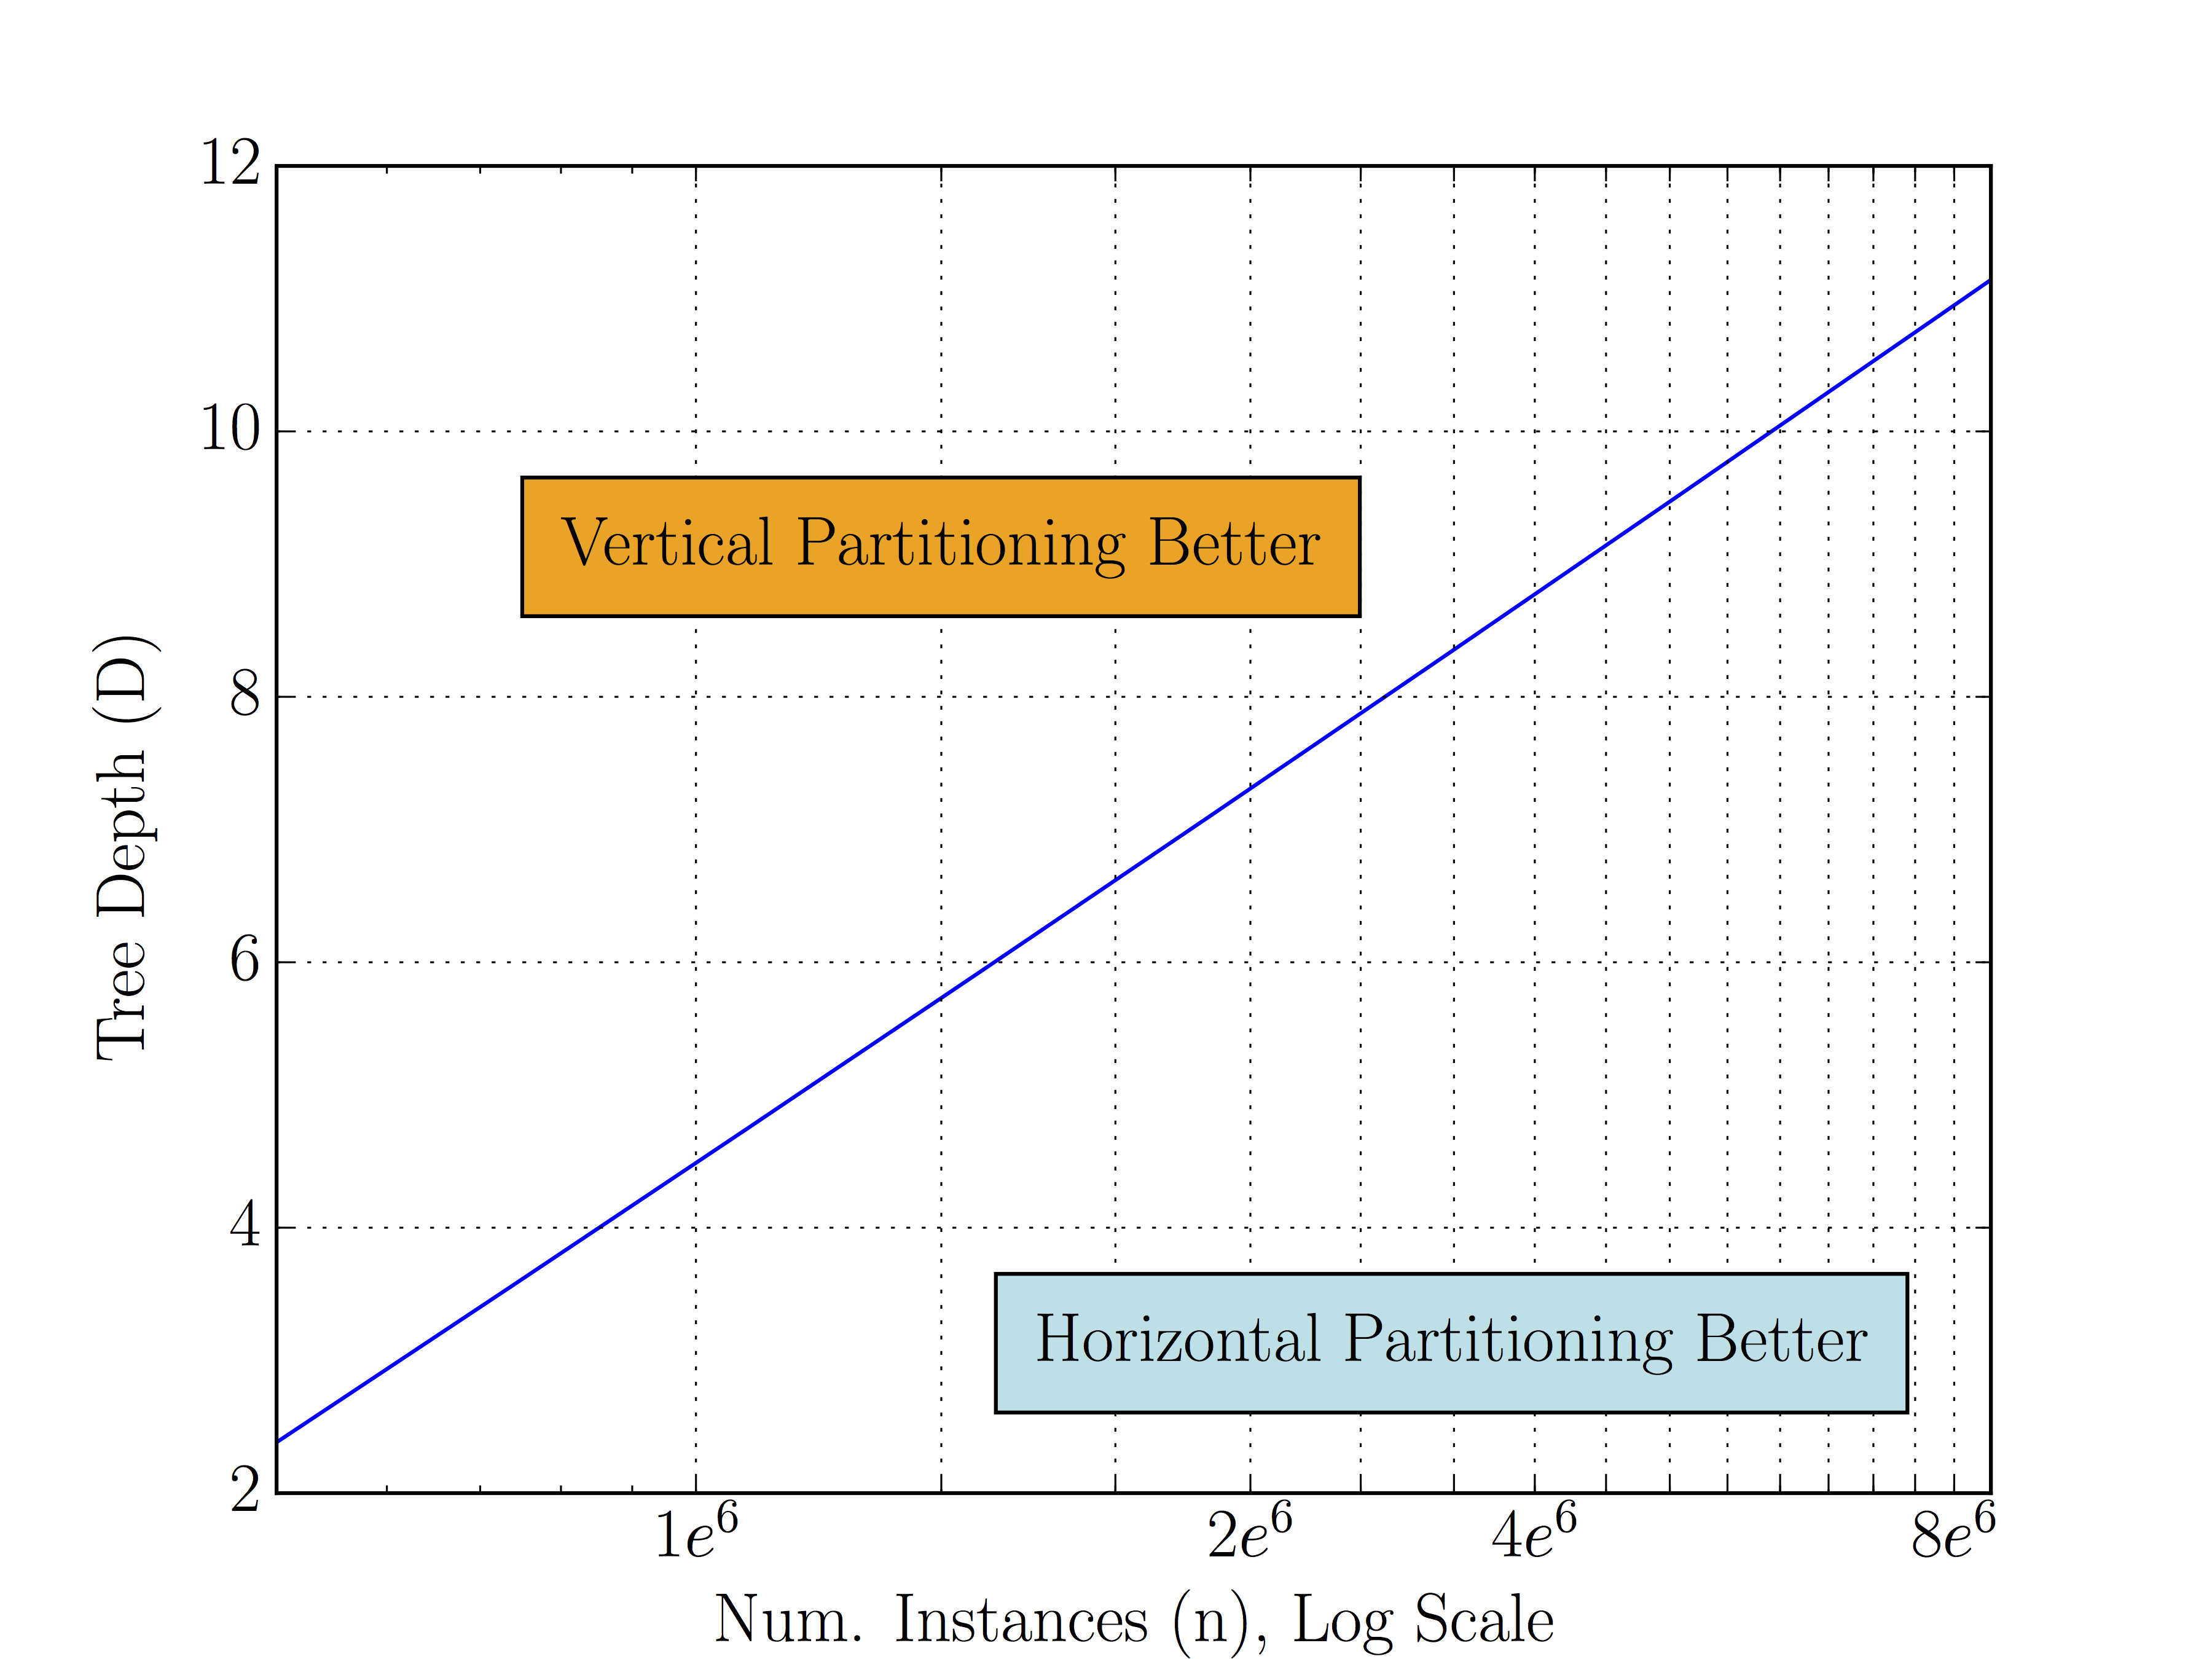 12
10
8
6
4
2
Tree Depth (D)
Vertical Partitioning Better
Horizontal Partitioning Better
1e⁶ 2e⁶ 4e⁶ 8e⁶
Num. Instances (n), Log Scale